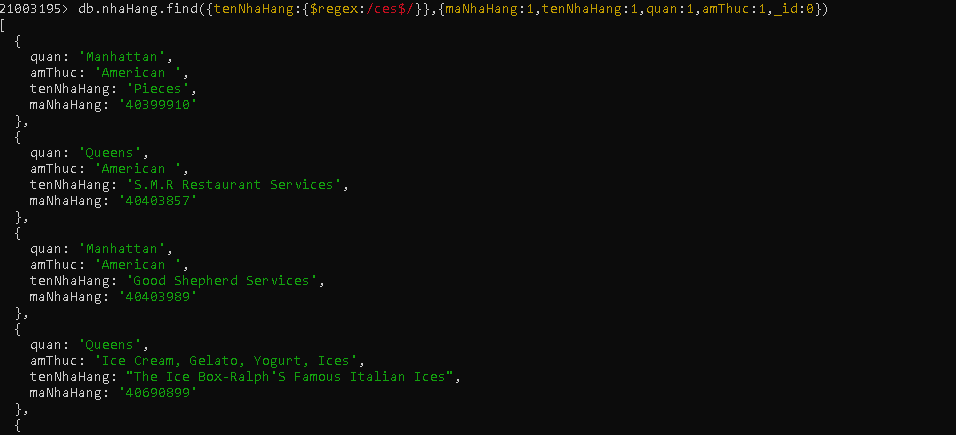 21003195> db.nhaHang.find({tenNhaHang:{$regex:/ces$/}},{maNhaHang:1,tenNhaHang:1,quan:1,amThuc:1,_id:0})
[
  {
    quan: 'Manhattan',
    amThuc: 'American ',
    tenNhaHang: 'Pieces',
    maNhaHang: '40399910'
  },
  {
    quan: 'Queens',
    amThuc: 'American ',
    tenNhaHang: 'S.M.R Restaurant Services',
    maNhaHang: '40403857'
  },
  {
    quan: 'Manhattan',
    amThuc: 'American ',
    tenNhaHang: 'Good Shepherd Services',
    maNhaHang: '40403989'
  },
  {
    quan: 'Queens',
    amThuc: 'Ice Cream, Gelato, Yogurt, Ices',
    tenNhaHang: "The Ice Box-Ralph'S Famous Italian Ices",
    maNhaHang: '40690899'
  },
  {